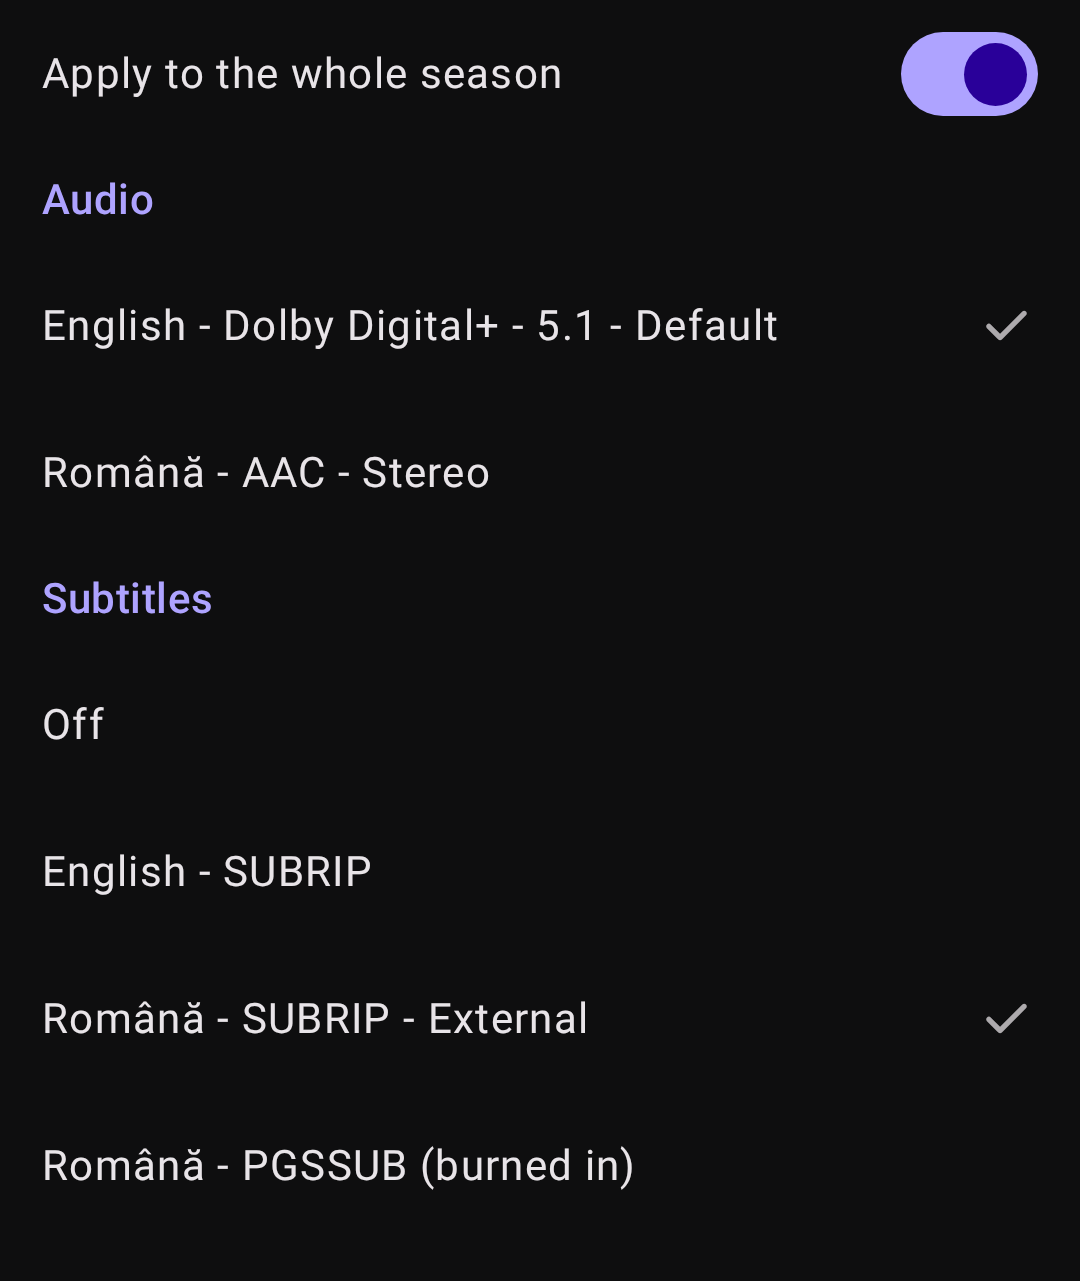 Apply to the whole season
Audio
English - Dolby Digital+ - 5.1 - Default
Română - AAC - Stereo
Subtitles
Off
English - SUBRIP
Română - SUBRIP - External
Română - PGSSUB (burned in)